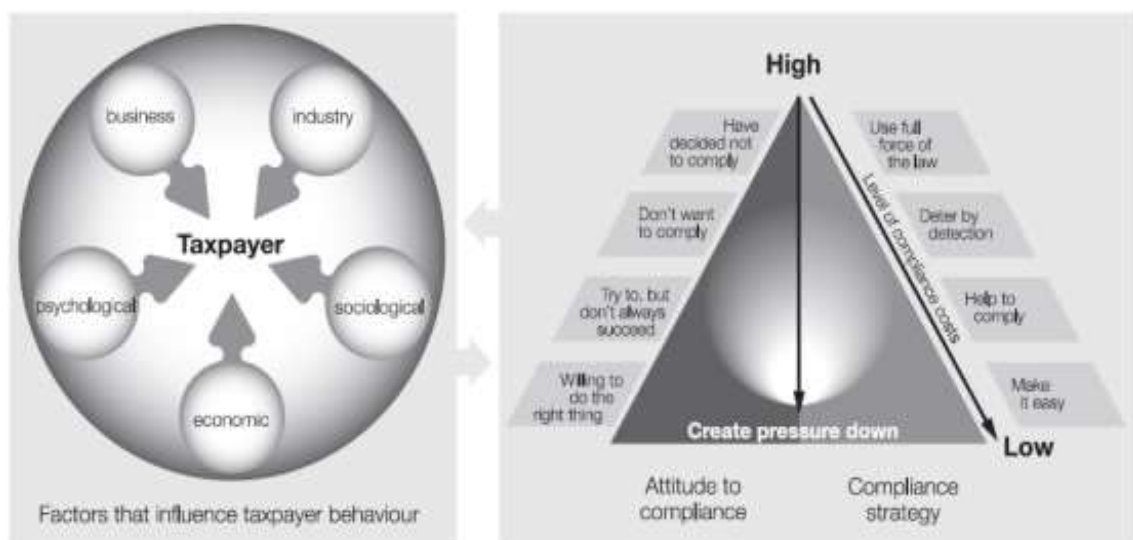 business
industry
Taxpayer
psychological
sociological
economic
Factors that influence taxpayer behaviour
High
Have
decided not
to comply
Use full
force of
the law
Don't want
to comply
Level of compliance costs
Deter by
detection
Try to, but
don't always
succeed
Help to
comply
Willing to
do the
right thing
Make
it easy
Create pressure down
Low
Attitude to
compliance
Compliance
strategy